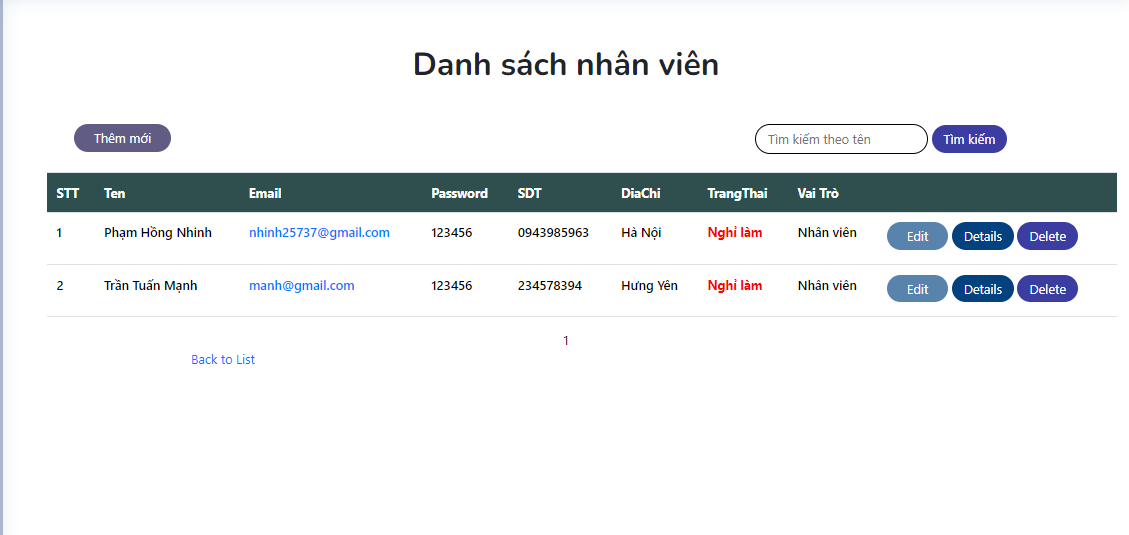 Danh sách nhân viên
Thêm mới Tìm kiếm theo tên Tìm kiếm
STT Ten Email Password SDT DiaChi TrangThai Vai Trò
1 Phạm Hồng Nhinh nhinh25737@gmail.com 123456 0943985963 Hà Nội Nghỉ làm Nhân viên Edit Details Delete
2 Trần Tuấn Mạnh manh@gmail.com 123456 234578394 Hưng Yên Nghỉ làm Nhân viên Edit Details Delete
1
Back to List